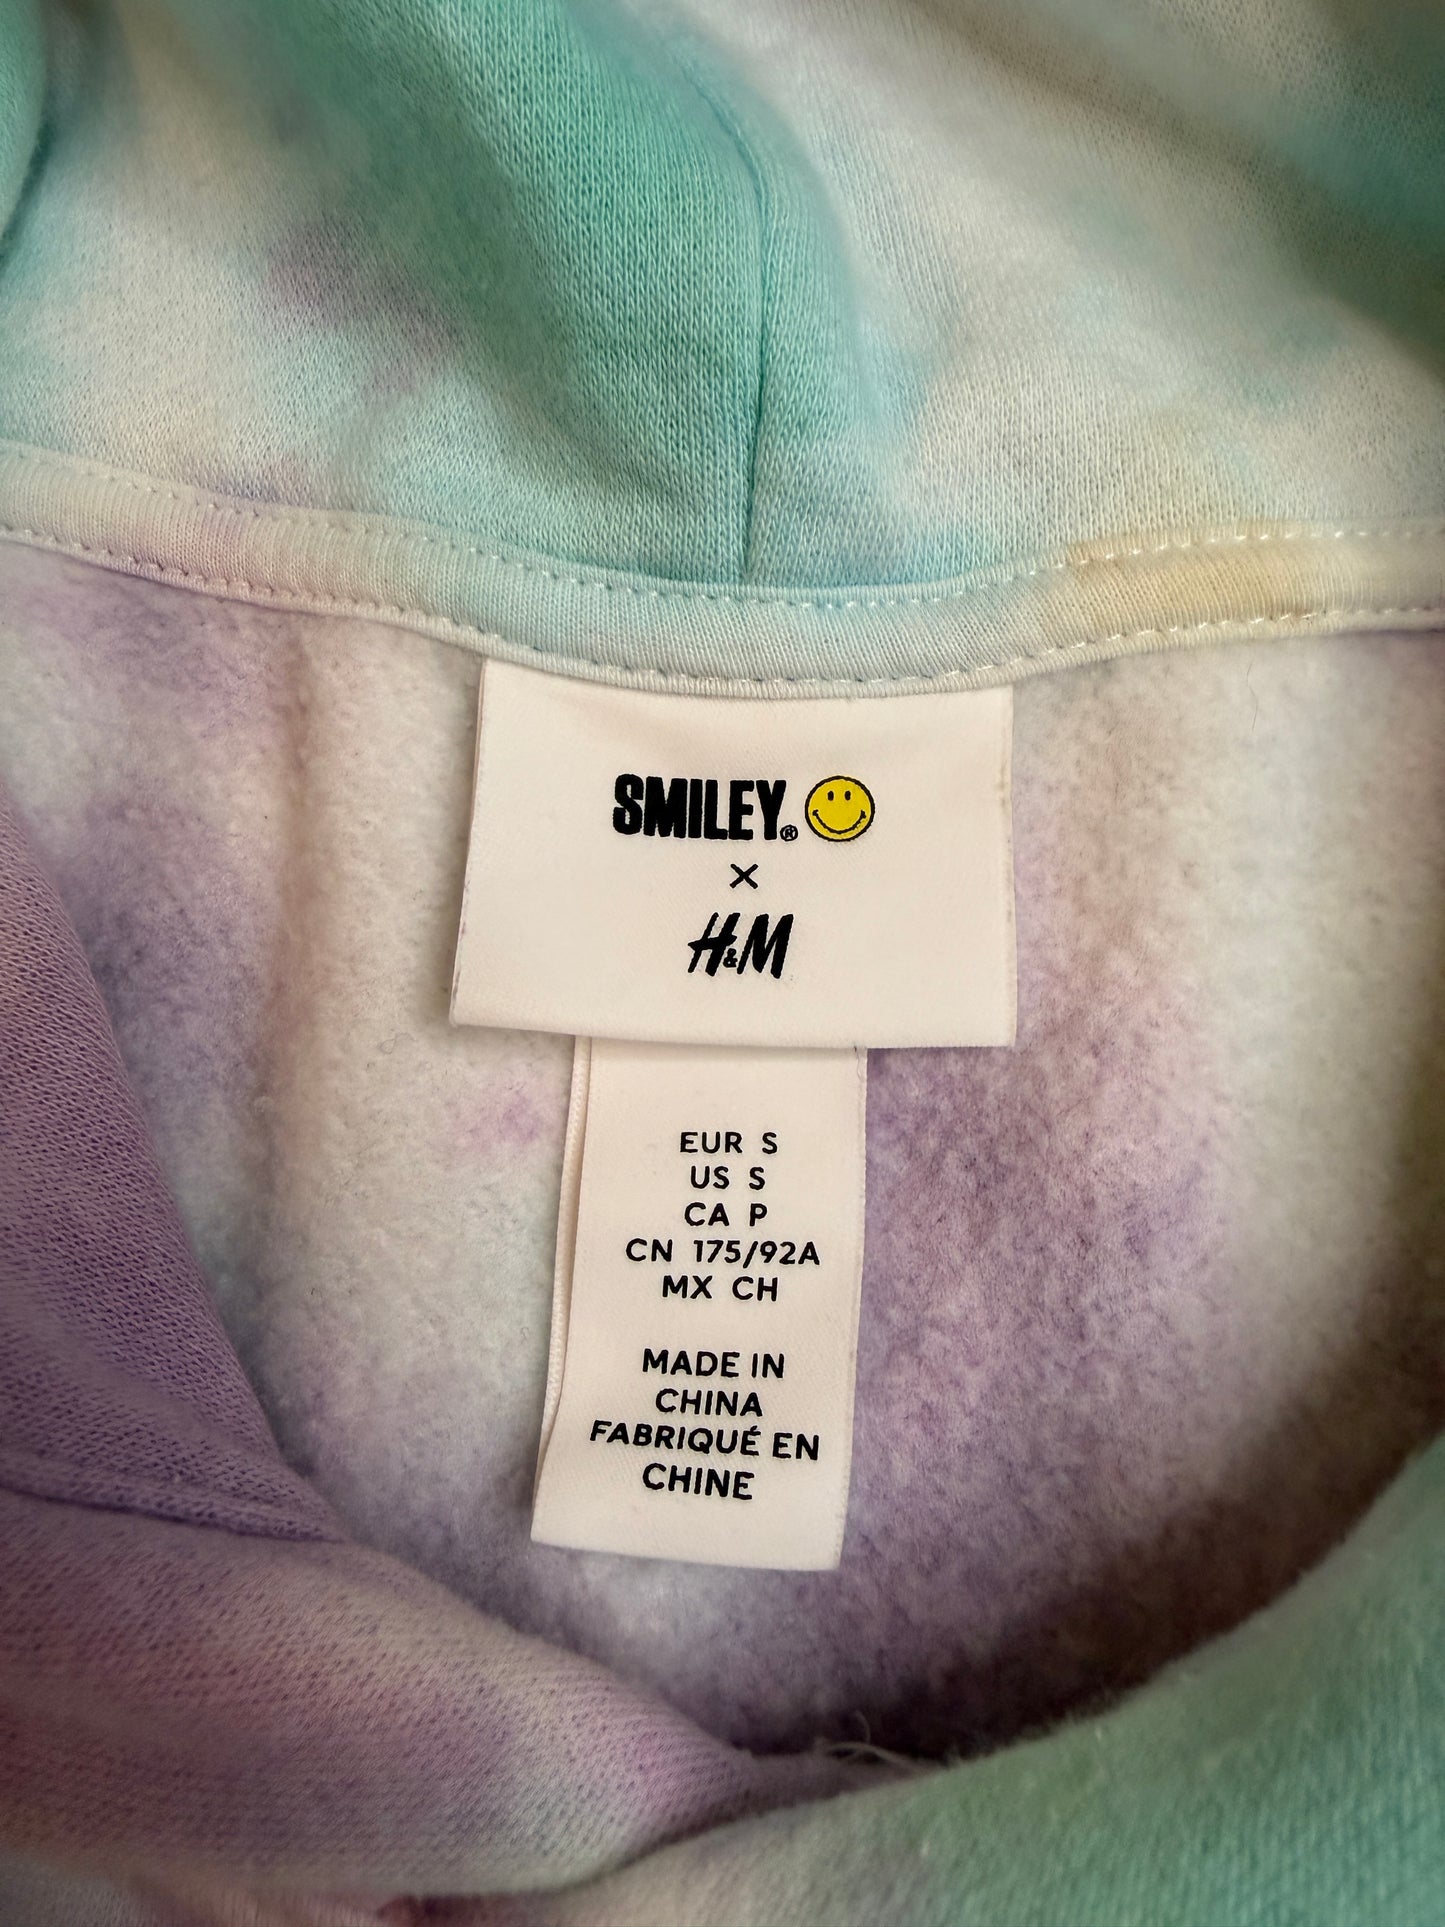 SMILEY®
×
H&M
EUR S
US S
CA P
CN 175/92A
MX CH
MADE IN
CHINA
FABRIQUÉ EN
CHINE